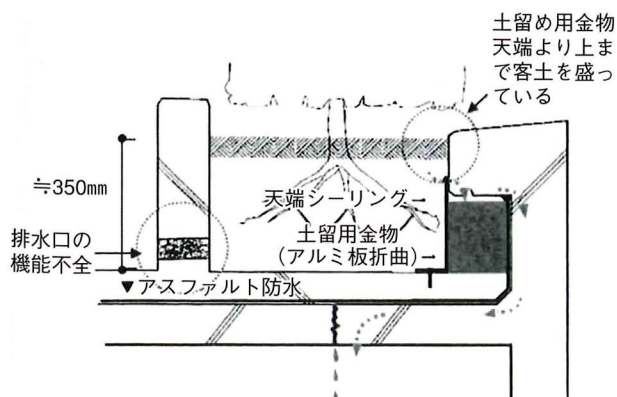 土留め用金物
天端より上ま
で客土を盛っ
ている
≒350㎜
天端シーリング
土留用金物
(アルミ板折曲)
排水口の
機能不全
▼アスファルト防水